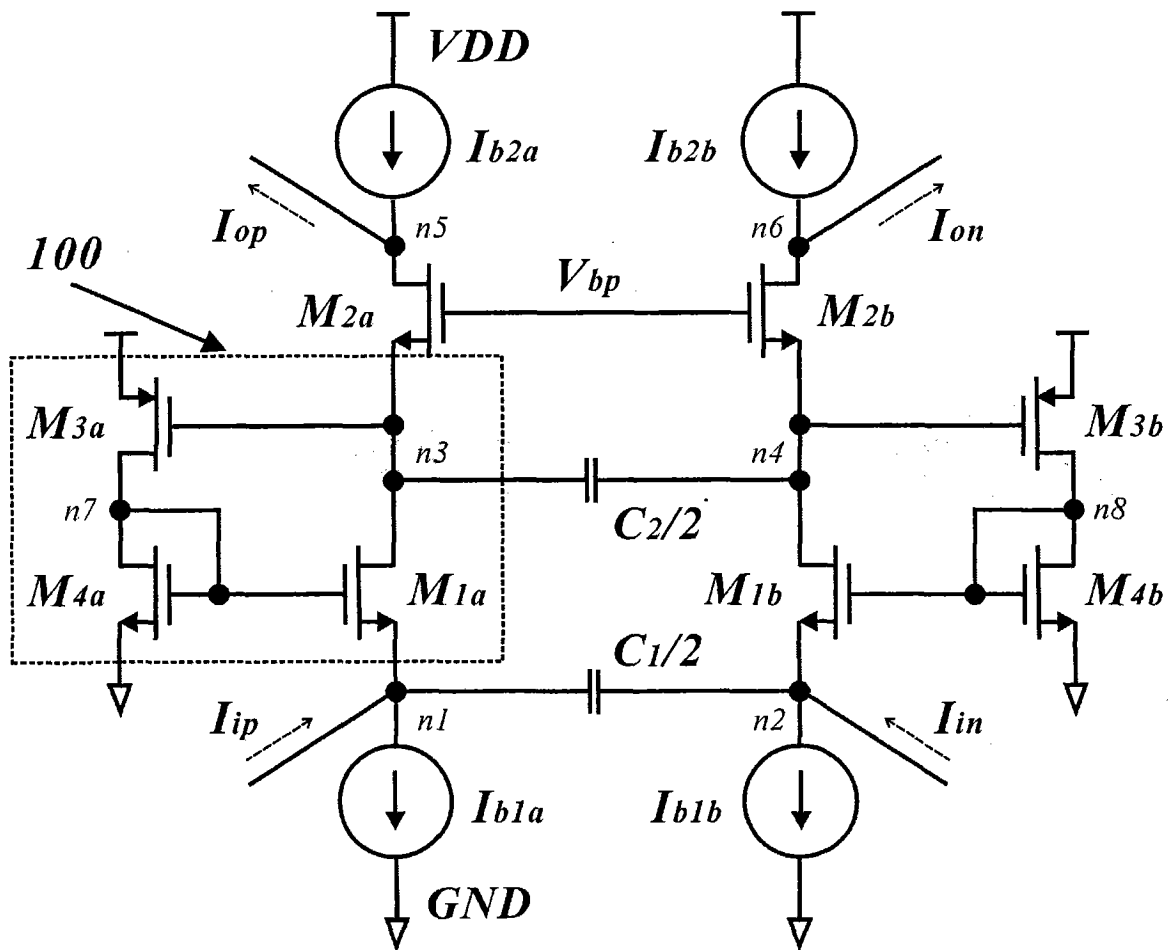 VDD
Ib2a
Ib2b
Iop
n5
n6
Ion
100
Vbp
M2a
M2b
M3a
M3b
n3
n4
n7
n8
C2/2
M4a
M1a
M1b
M4b
C1/2
Iip
n1
n2
Iin
Ib1a
Ib1b
GND